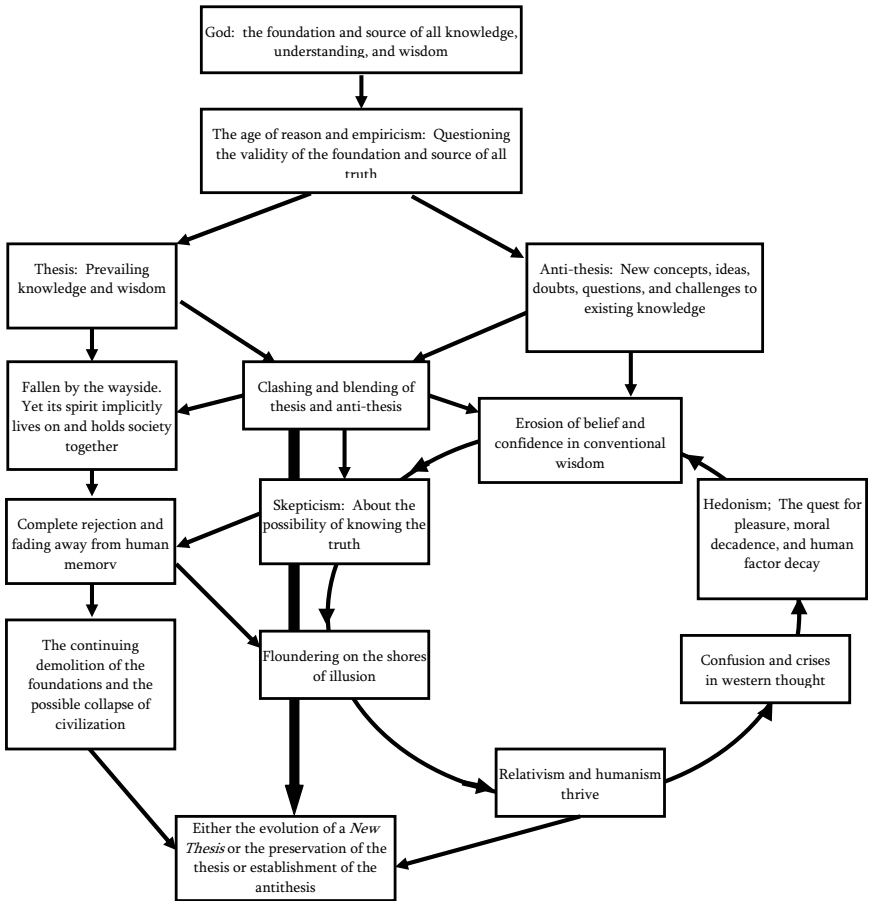 God:  the foundation and source of all knowledge,
understanding, and wisdom
The age of reason and empiricism:  Questioning
the validity of the foundation and source of all
truth
Thesis:  Prevailing
knowledge and wisdom
Anti-thesis:  New concepts, ideas,
doubts, questions, and challenges to
existing knowledge
Fallen by the wayside.
Yet its spirit implicitly
lives on and holds society
together
Clashing and blending of
thesis and anti-thesis
Erosion of belief and
confidence in conventional
wisdom
Skepticism:  About the
possibility of knowing the
truth
Hedonism;  The quest for
pleasure, moral
decadence, and human
factor decay
Complete rejection and
fading away from human
memory
The continuing
demolition of the
foundations and the
possible collapse of
civilization
Floundering on the shores
of illusion
Confusion and crises
in western thought
Relativism and humanism
thrive
Either the evolution of a New
Thesis or the preservation of the
thesis or establishment of the
antithesis